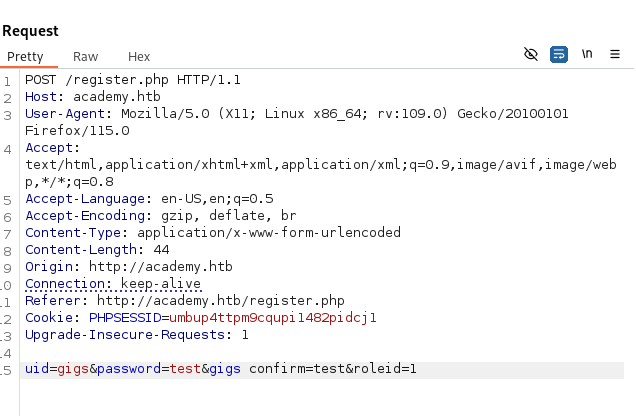 Request
Pretty Raw Hex
\n
1 POST /register.php HTTP/1.1
2 Host: academy.htb
3 User-Agent: Mozilla/5.0 (X11; Linux x86_64; rv:109.0) Gecko/20100101
Firefox/115.0
4 Accept:
text/html,application/xhtml+xml,application/xml;q=0.9,image/avif,image/web
p,*/*;q=0.8
5 Accept-Language: en-US,en;q=0.5
6 Accept-Encoding: gzip, deflate, br
7 Content-Type: application/x-www-form-urlencoded
8 Content-Length: 44
9 Origin: http://academy.htb
10 Connection: keep-alive
11 Referer: http://academy.htb/register.php
12 Cookie: PHPSESSID=umbup4ttpm9cqupi1482pidcj1
13 Upgrade-Insecure-Requests: 1
14
15 uid=gigs&password=test&gigs confirm=test&roleid=1